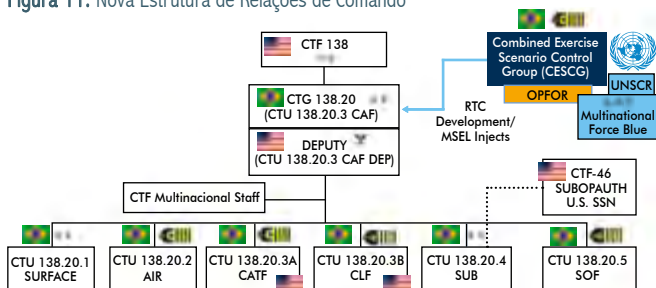 Figura 11. Nova Estrutura de Relações de Comando
CTF 138
Combined Exercise
Scenario Control
Group (CESCG)
OPFOR
UNSCR
Multinational
Force Blue
CTG 138.20
(CTU 138.20.3 CAF)
RTC
Development/
MSEL Injects
DEPUTY
(CTU 138.20.3 CAF DEP)
CTF Multinacional Staff
CTF-46
SUBOPAUTH
U.S. SSN
CTU 138.20.1
SURFACE
CTU 138.20.2
AIR
CTU 138.20.3A
CATF
CTU 138.20.3B
CLF
CTU 138.20.4
SUB
CTU 138.20.5
SOF